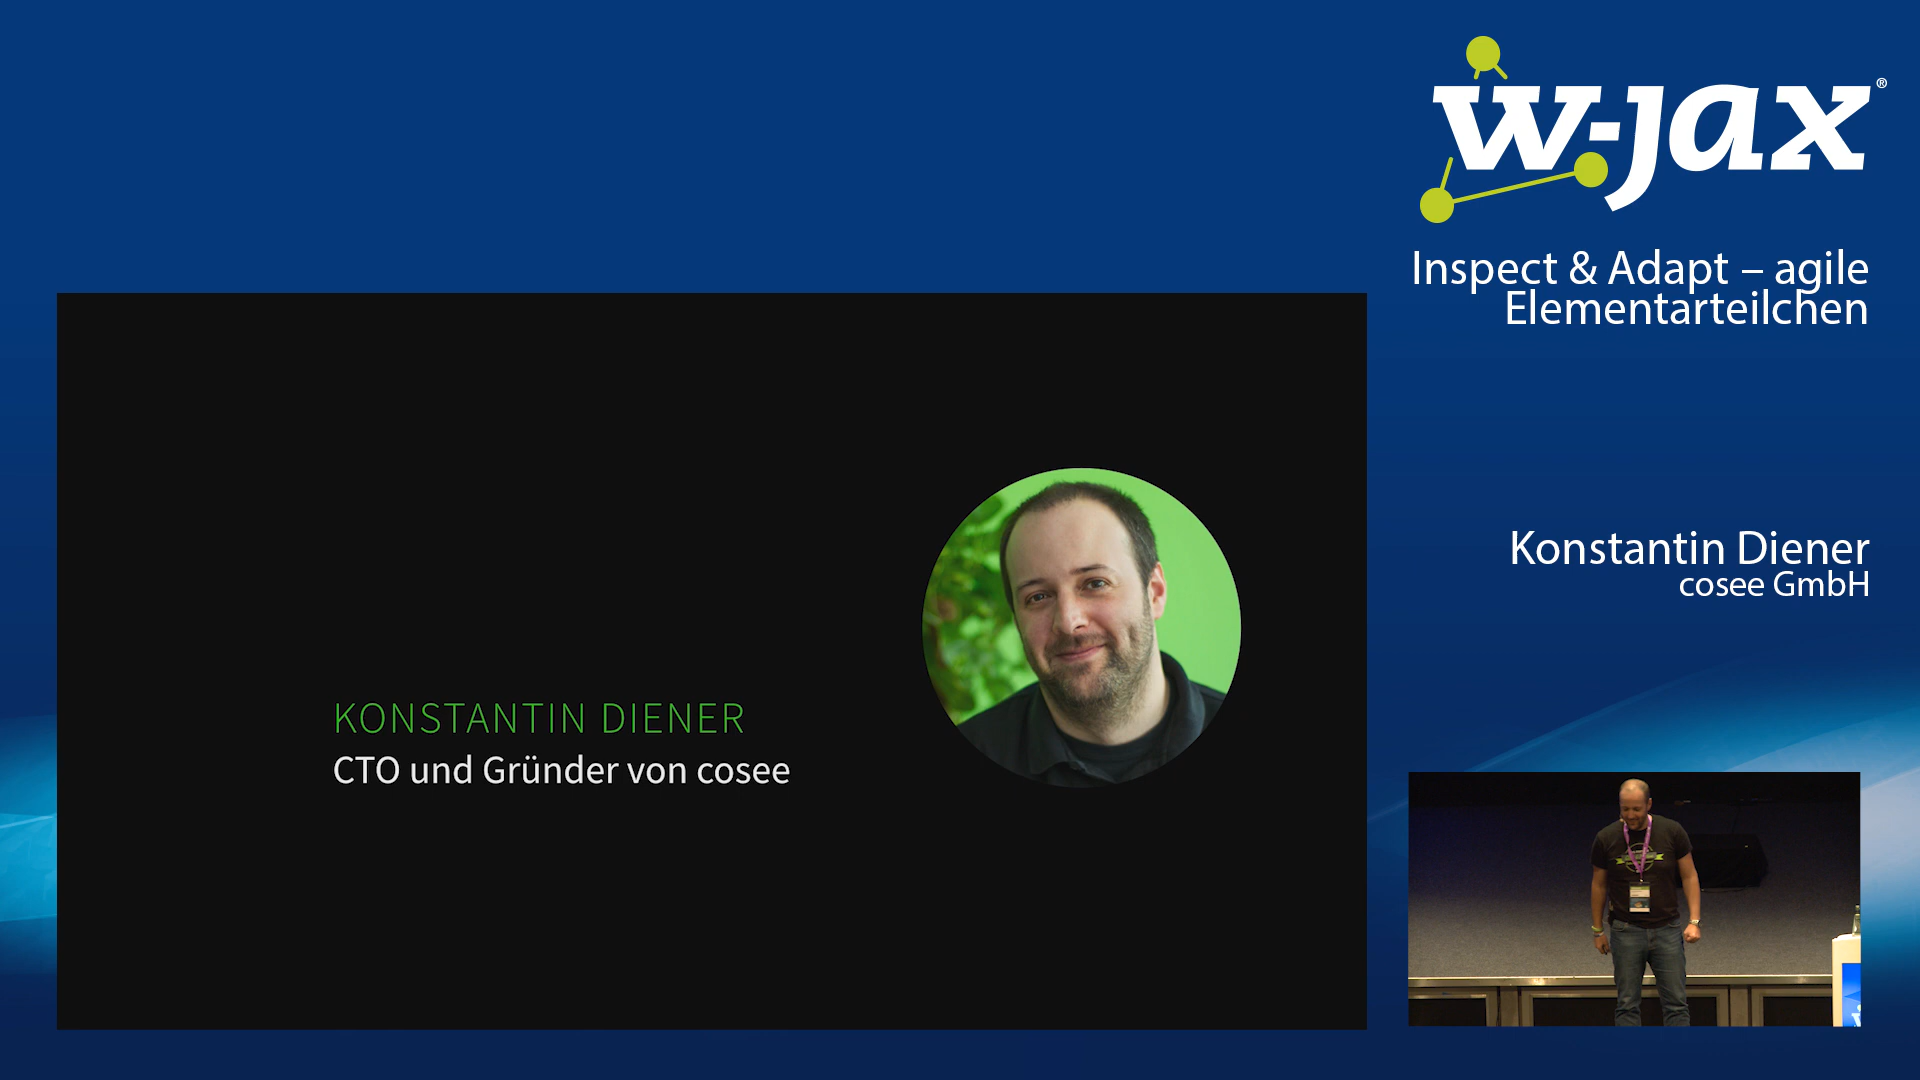 w-jax®
Inspect & Adapt – agile
Elementarteilchen
Konstantin Diener
cosee GmbH
KONSTANTIN DIENER
CTO und Gründer von cosee